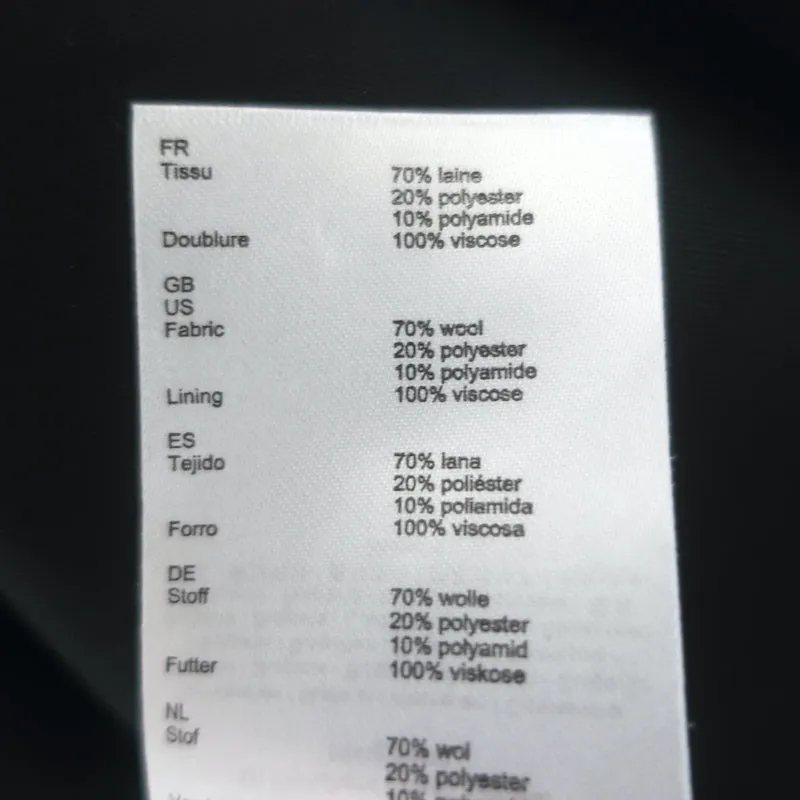 FR
Tissu 70% laine
20% polyester
10% polyamide
Doublure 100% viscose
GB
US
Fabric 70% wool
20% polyester
10% polyamide
Lining 100% viscose
ES
Tejido 70% lana
20% poliéster
10% poliamida
Forro 100% viscosa
DE
Stoff 70% wolle
20% polyester
10% polyamid
Futter 100% viskose
NL
Stof 70% wol
20% polyester
10%